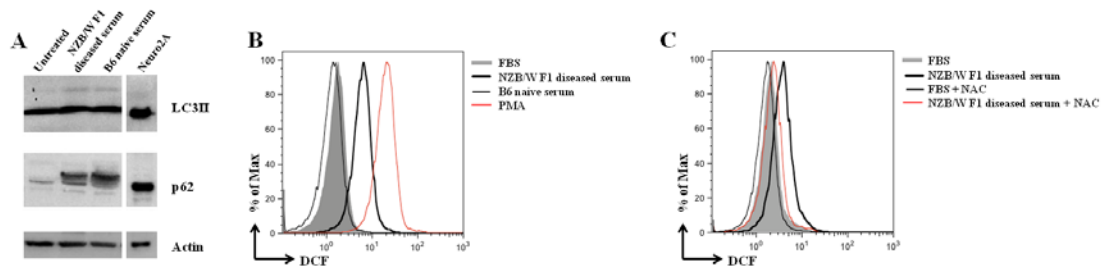 A
Untreated
NZB/W F1
diseased serum
B6 naive serum
Neuro2A
LC3II
p62
Actin
B
% of Max
100
80
60
40
20
0
10⁰
10¹
10²
10³
DCF
FBS
NZB/W F1 diseased serum
B6 naive serum
PMA
C
% of Max
100
80
60
40
20
0
10⁰
10¹
10²
10³
DCF
FBS
NZB/W F1 diseased serum
FBS + NAC
NZB/W F1 diseased serum + NAC